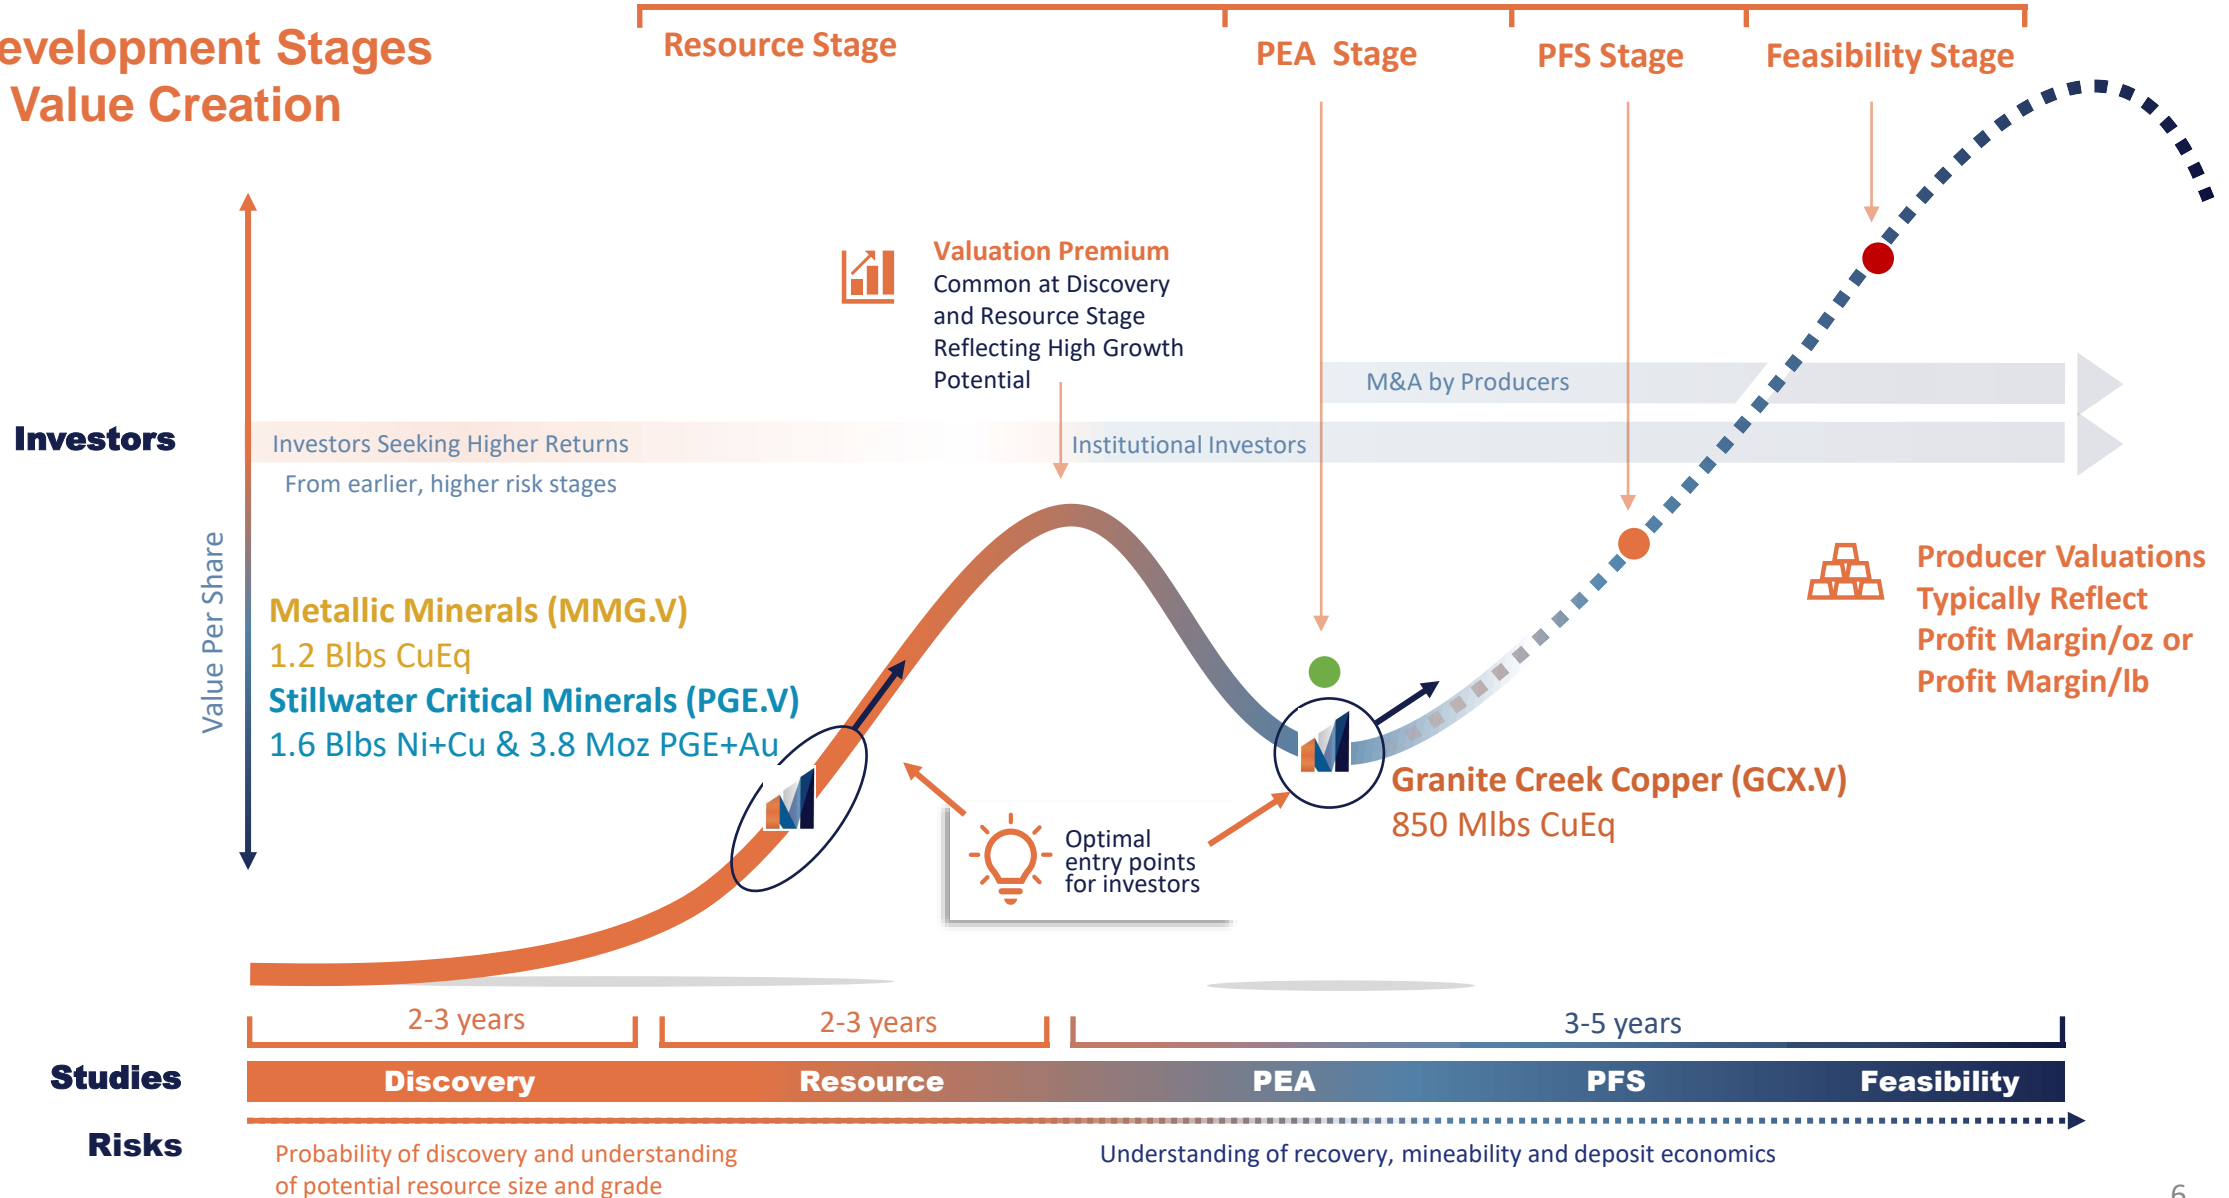 evelopment Stages
Value Creation
Resource Stage
PEA Stage
PFS Stage
Feasibility Stage
Valuation Premium
Common at Discovery
and Resource Stage
Reflecting High Growth
Potential
M&A by Producers
Investors
Investors Seeking Higher Returns
Institutional Investors
From earlier, higher risk stages
Value Per Share
Metallic Minerals (MMG.V)
1.2 Blbs CuEq
Stillwater Critical Minerals (PGE.V)
1.6 Blbs Ni+Cu & 3.8 Moz PGE+Au
Producer Valuations
Typically Reflect
Profit Margin/oz or
Profit Margin/lb
Granite Creek Copper (GCX.V)
850 Mlbs CuEq
Optimal
entry points
for investors
2-3 years
2-3 years
3-5 years
Studies
Discovery
Resource
PEA
PFS
Feasibility
Risks
Probability of discovery and understanding
of potential resource size and grade
Understanding of recovery, mineability and deposit economics
6